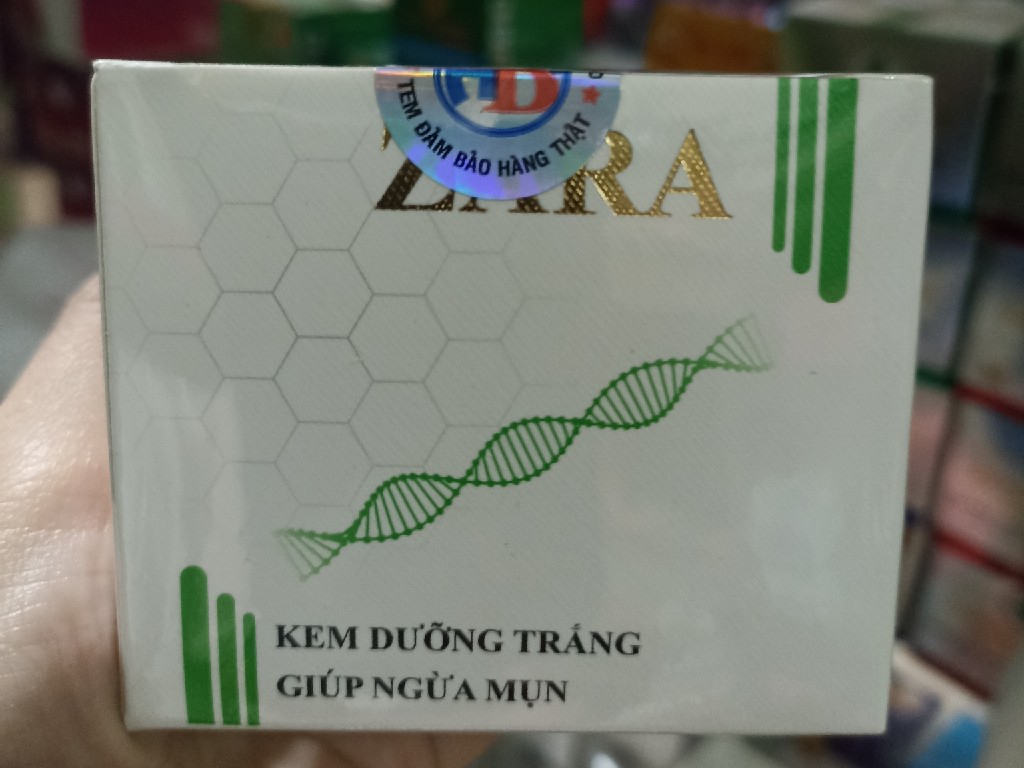 TEM ĐẢM BẢO HÀNG THẬT
ZARA
KEM DƯỠNG TRẮNG
GIÚP NGỪA MỤN